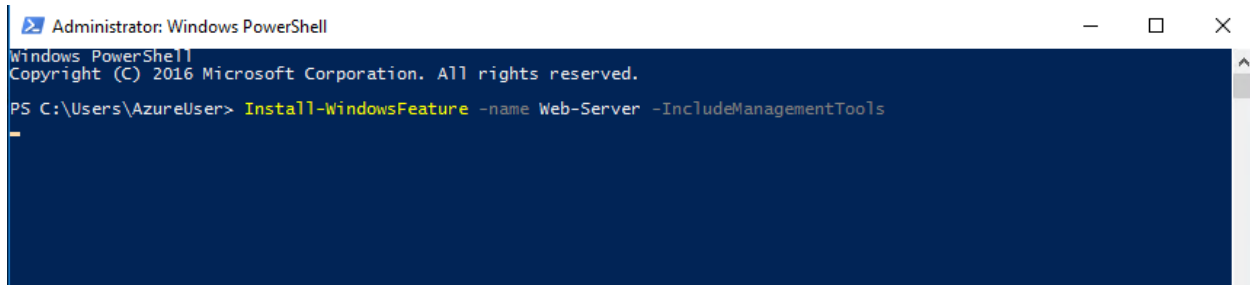 Administrator: Windows PowerShell
Windows PowerShell
Copyright (C) 2016 Microsoft Corporation. All rights reserved.
PS C:\Users\AzureUser> Install-WindowsFeature -name Web-Server -IncludeManagementTools